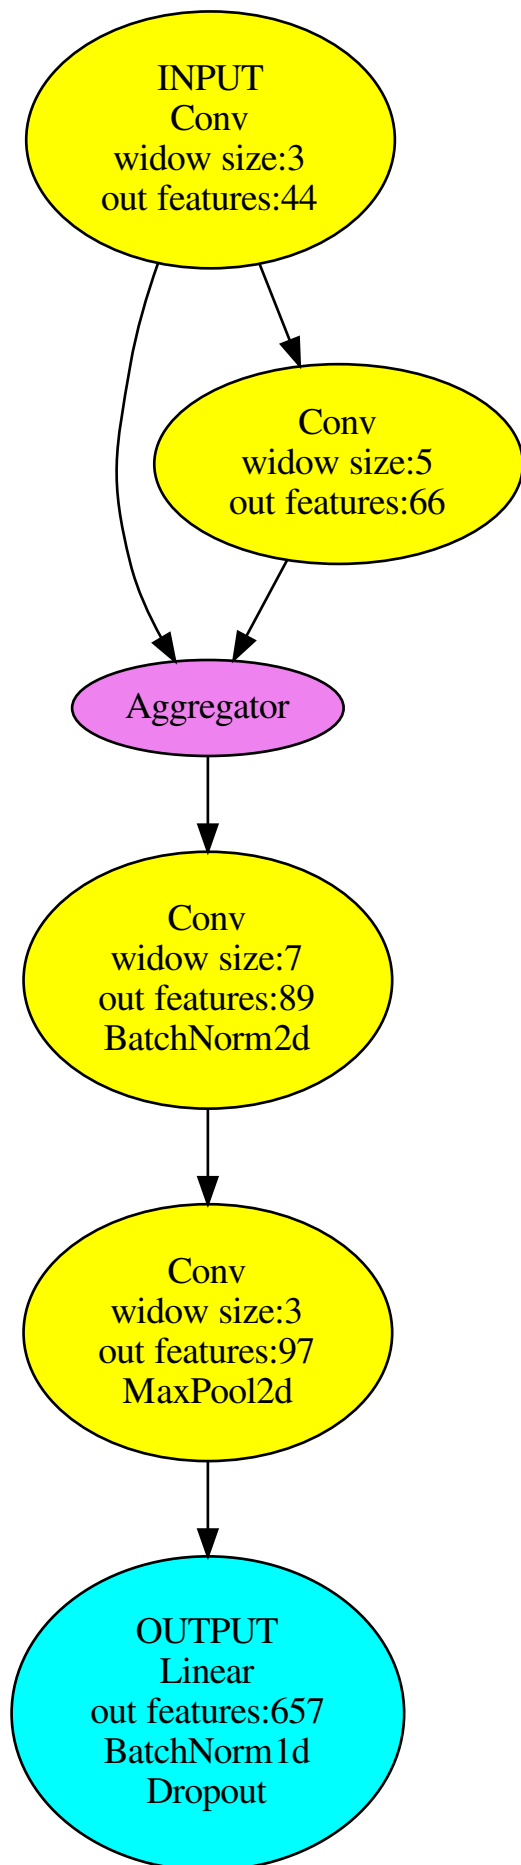 INPUT
Conv
widow size:3
out features:44
Conv
widow size:5
out features:66
Aggregator
Conv
widow size:7
out features:89
BatchNorm2d
Conv
widow size:3
out features:97
MaxPool2d
OUTPUT
Linear
out features:657
BatchNorm1d
Dropout